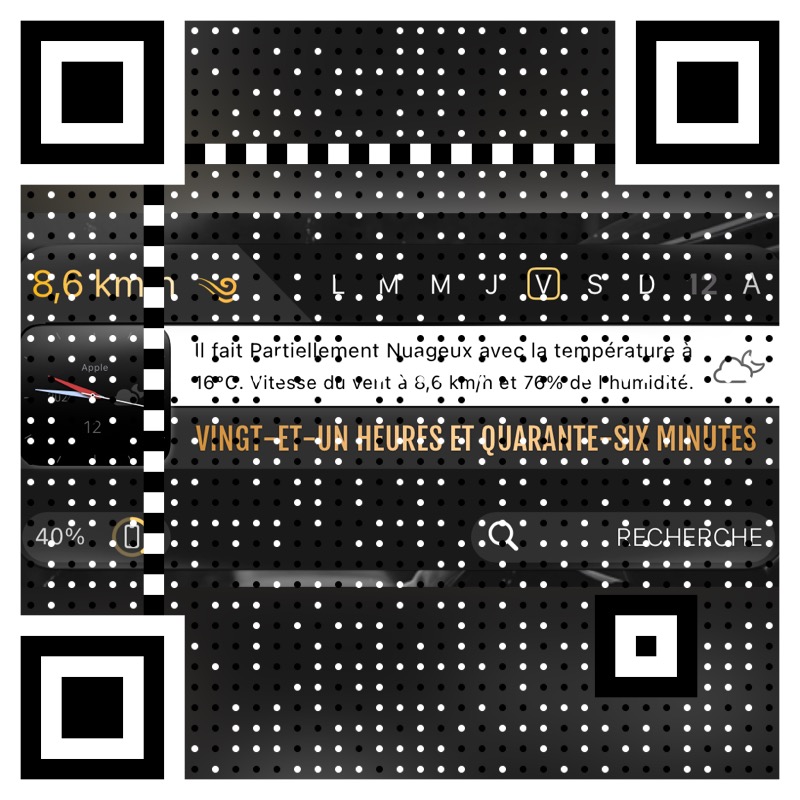 8,6 km/h L M M J V S D 12 A
Apple
12
Il fait Partiellement Nuageux avec la température à
16°C. Vitesse du vent à 8,6 km/h et 76% de l'humidité.
VINGT-ET-UN HEURES ET QUARANTE-SIX MINUTES
40% RECHERCHE